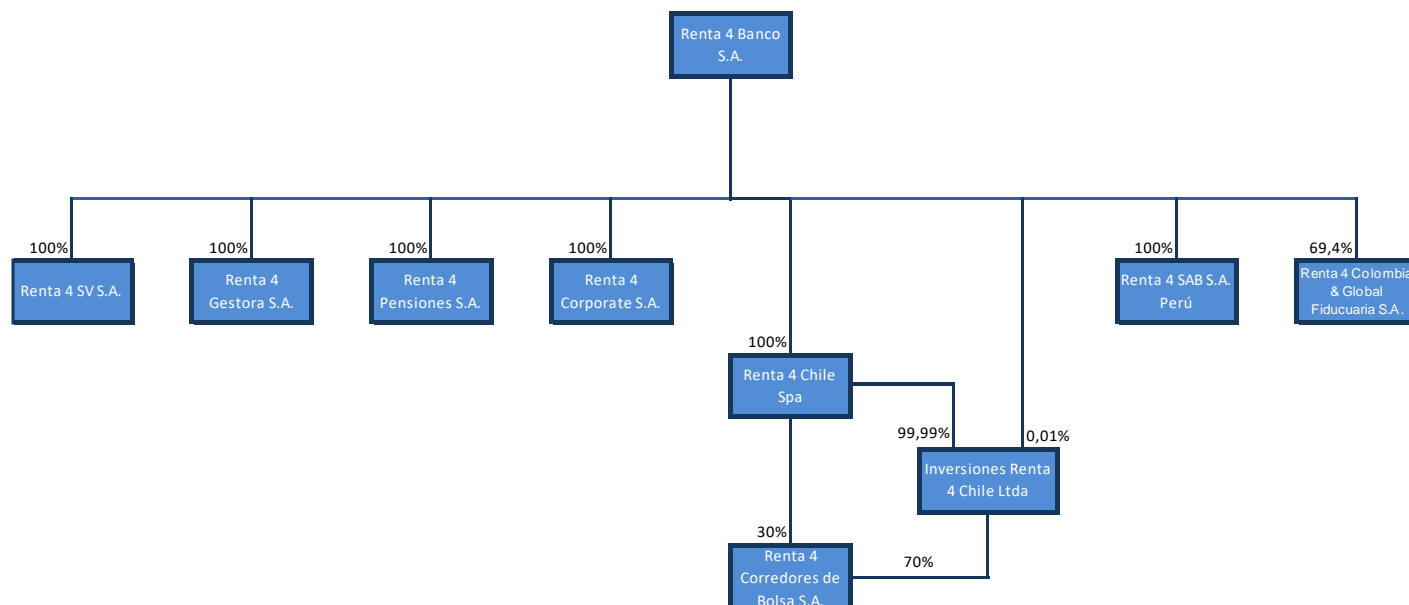 Renta 4 Banco
S.A.
100%
100%
100%
100%
100%
69,4%
Renta 4 SV S.A.
Renta 4
Gestora S.A.
Renta 4
Pensiones S.A.
Renta 4
Corporate S.A.
Renta 4 SAB S.A.
Perú
Renta 4 Colombia
& Global
Fiducuaria S.A.
100%
Renta 4 Chile
Spa
99,99%
0,01%
Inversiones Renta
4 Chile Ltda
30%
70%
Renta 4
Corredores de
Bolsa S.A.